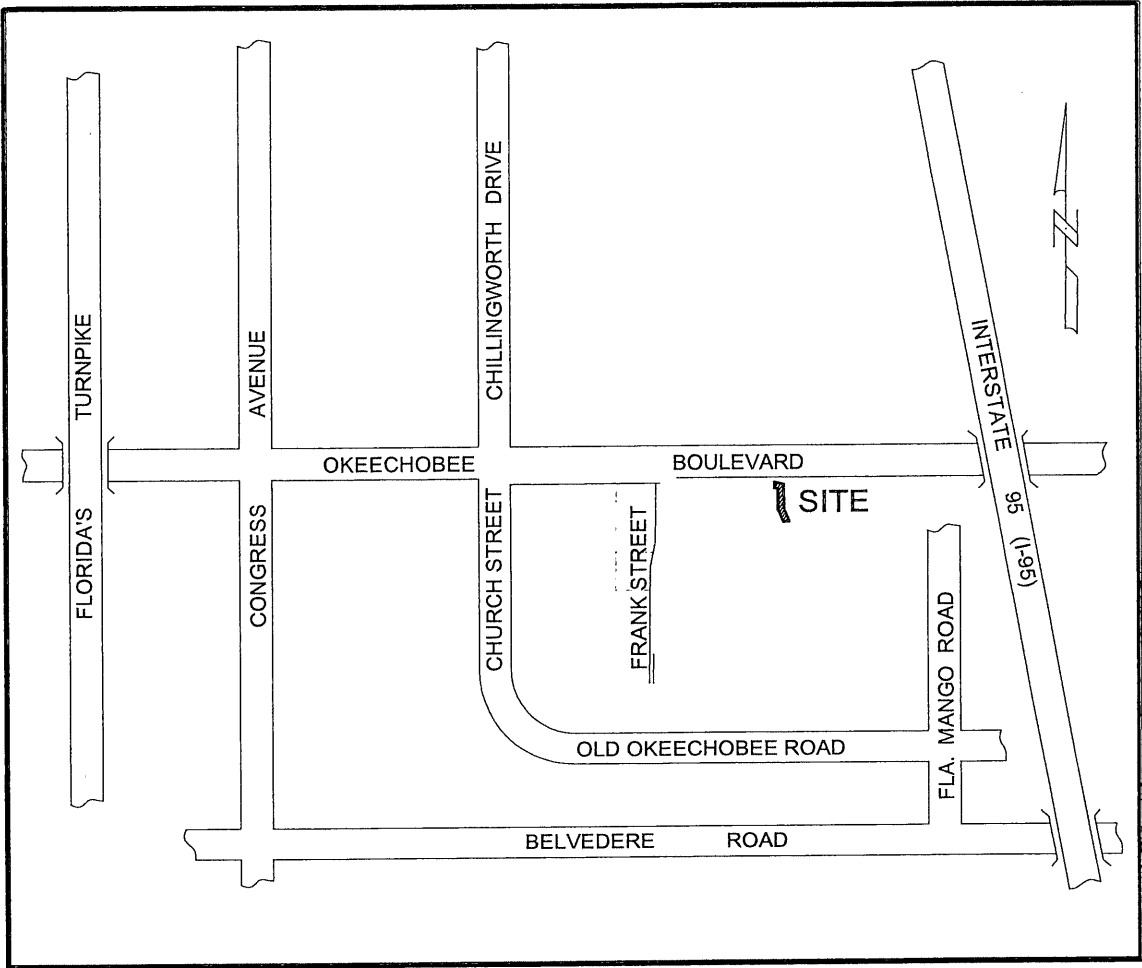 FLORIDA'S TURNPIKE
CONGRESS AVENUE
CHILLINGWORTH DRIVE
INTERSTATE 95 (I-95)
N
OKEECHOBEE BOULEVARD
SITE
CHURCH STREET
FRANK STREET
FLA. MANGO ROAD
OLD OKEECHOBEE ROAD
BELVEDERE ROAD